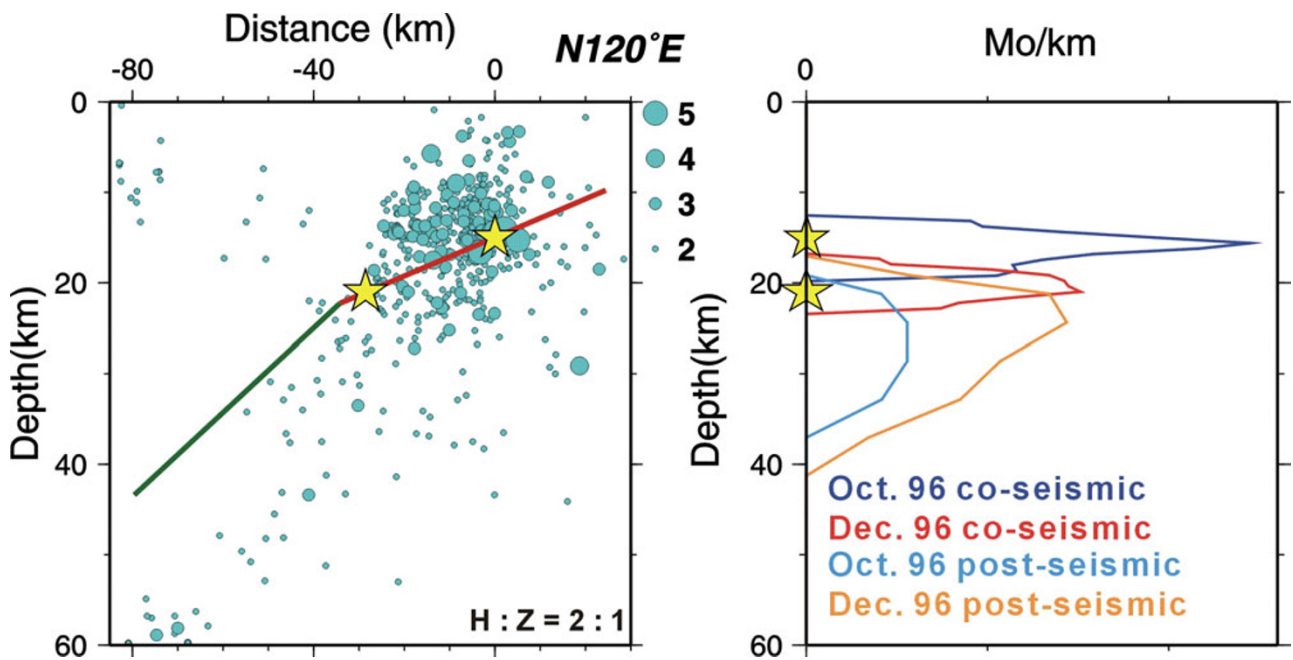 Distance (km)
N120°E
-80 -40 0
0
20
40
60
Depth(km)
5
4
3
2
H : Z = 2 : 1
Mo/km
0
0
20
40
60
Depth(km)
Oct. 96 co-seismic
Dec. 96 co-seismic
Oct. 96 post-seismic
Dec. 96 post-seismic